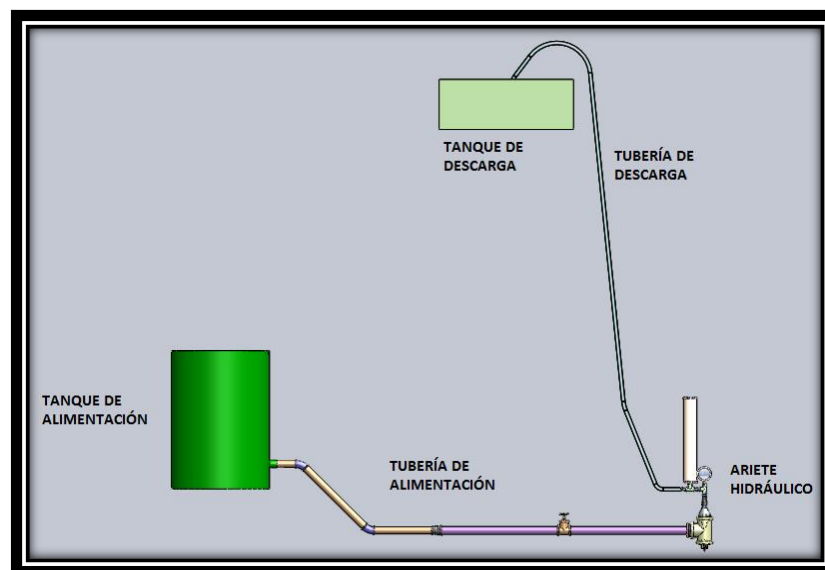 TANQUE DE
DESCARGA
TUBERÍA DE
DESCARGA
TANQUE DE
ALIMENTACIÓN
TUBERÍA DE
ALIMENTACIÓN
ARIETE
HIDRÁULICO